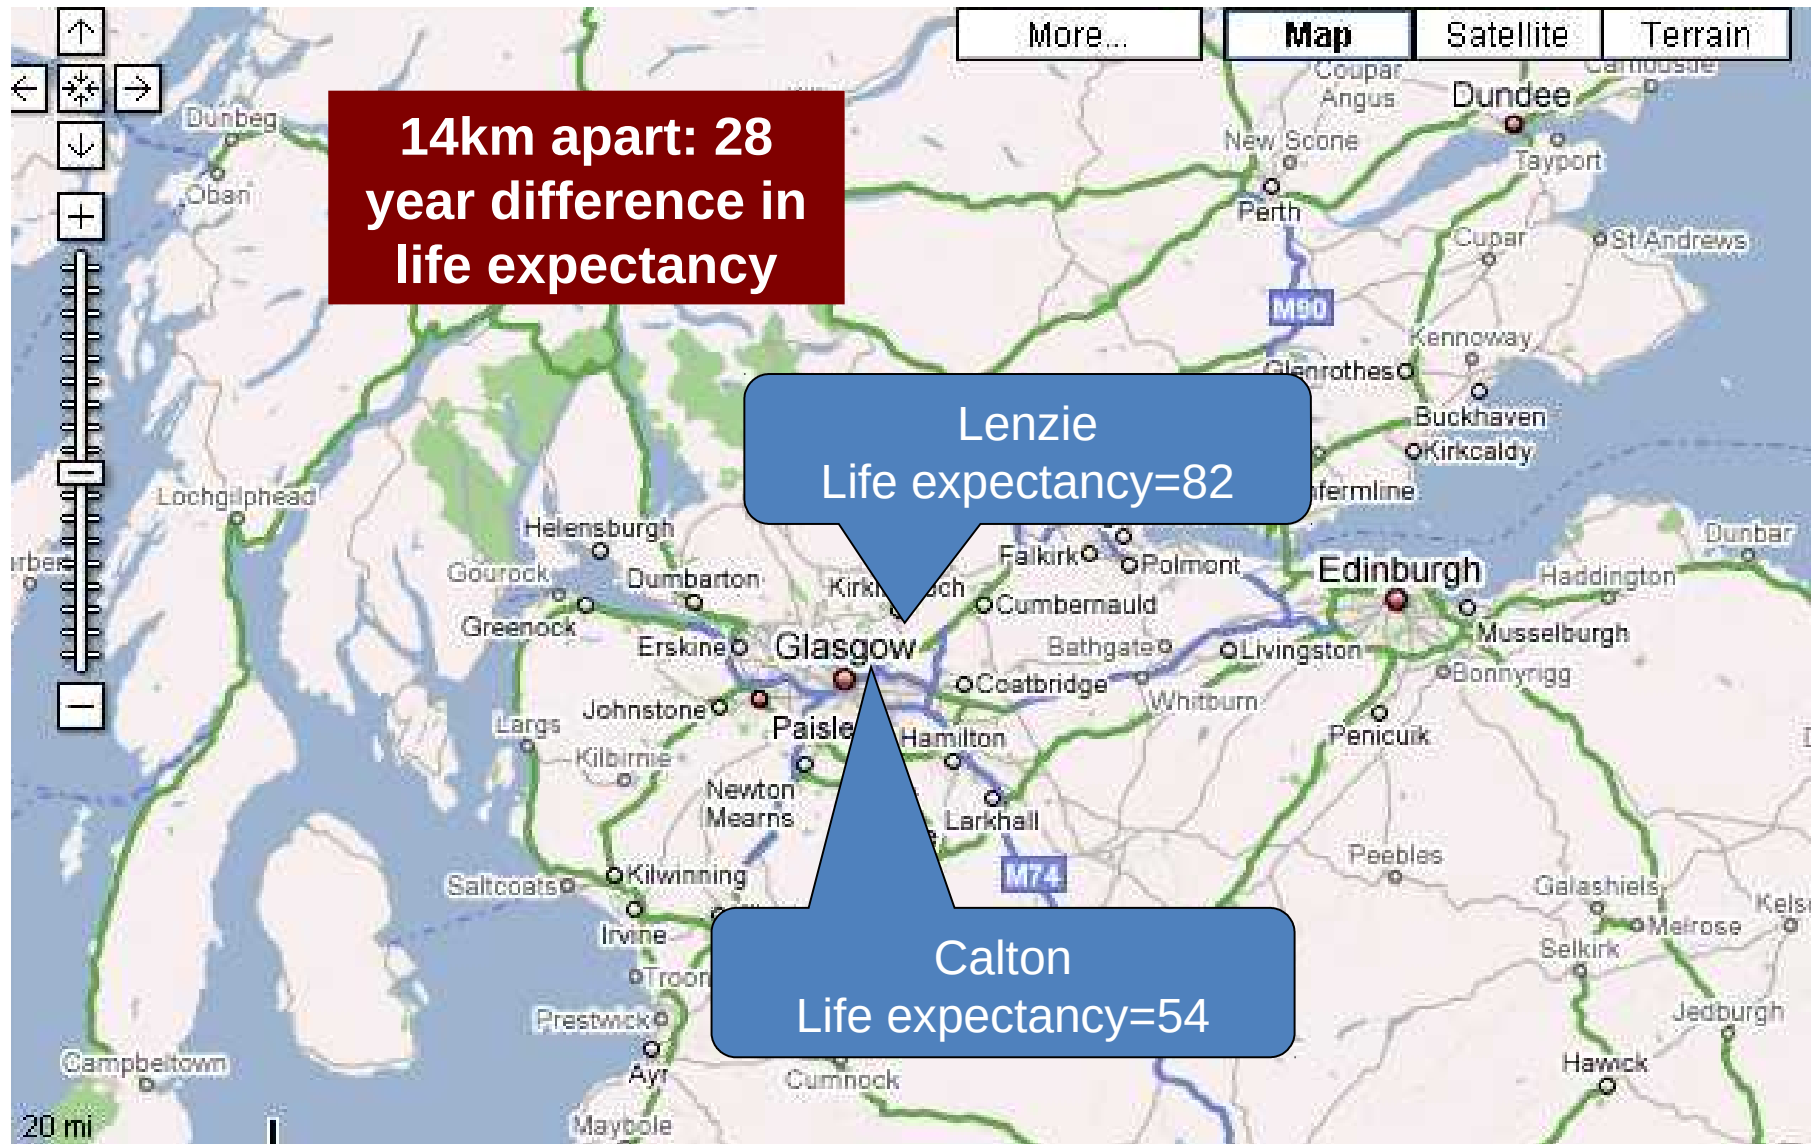 More...
Map
Satellite
Terrain
Coupar
Angus
Dundee
New Scone
Tayport
Perth
Cupar
St Andrews
Dunbeg
Oban
14km apart: 28
year difference in
life expectancy
M90
Kennoway
Glenrothes
Buckhaven
Kirkcaldy
Lenzie
Life expectancy=82
Lochgilphead
Helensburgh
Gourock
Dumbarton
Greenock
Erskine
Glasgow
Falkirk
Polmont
Cumbernauld
Edinburgh
Haddington
Dunbar
Bathgate
Livingston
Musselburgh
Bonnyrigg
Coatbridge
Whitburn
Johnstone
Largs
Kilbirnie
Hamilton
Penicuik
Newton
Mearns
Larkhall
M74
Peebles
Saltcoats
Kilwinning
Irvine
Troon
Galashiels
Melrose
Selkirk
Calton
Life expectancy=54
Prestwick
Ayr
Jedburgh
Hawick
Campbeltown
Cumnock
Maybole
20 mi